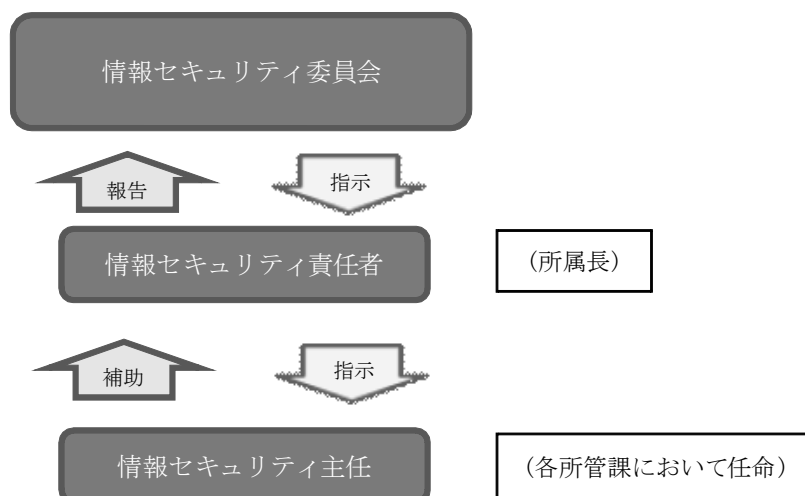 情報セキュリティ委員会
報告
指示
情報セキュリティ責任者
（所属長）
補助
指示
情報セキュリティ主任
（各所管課において任命）